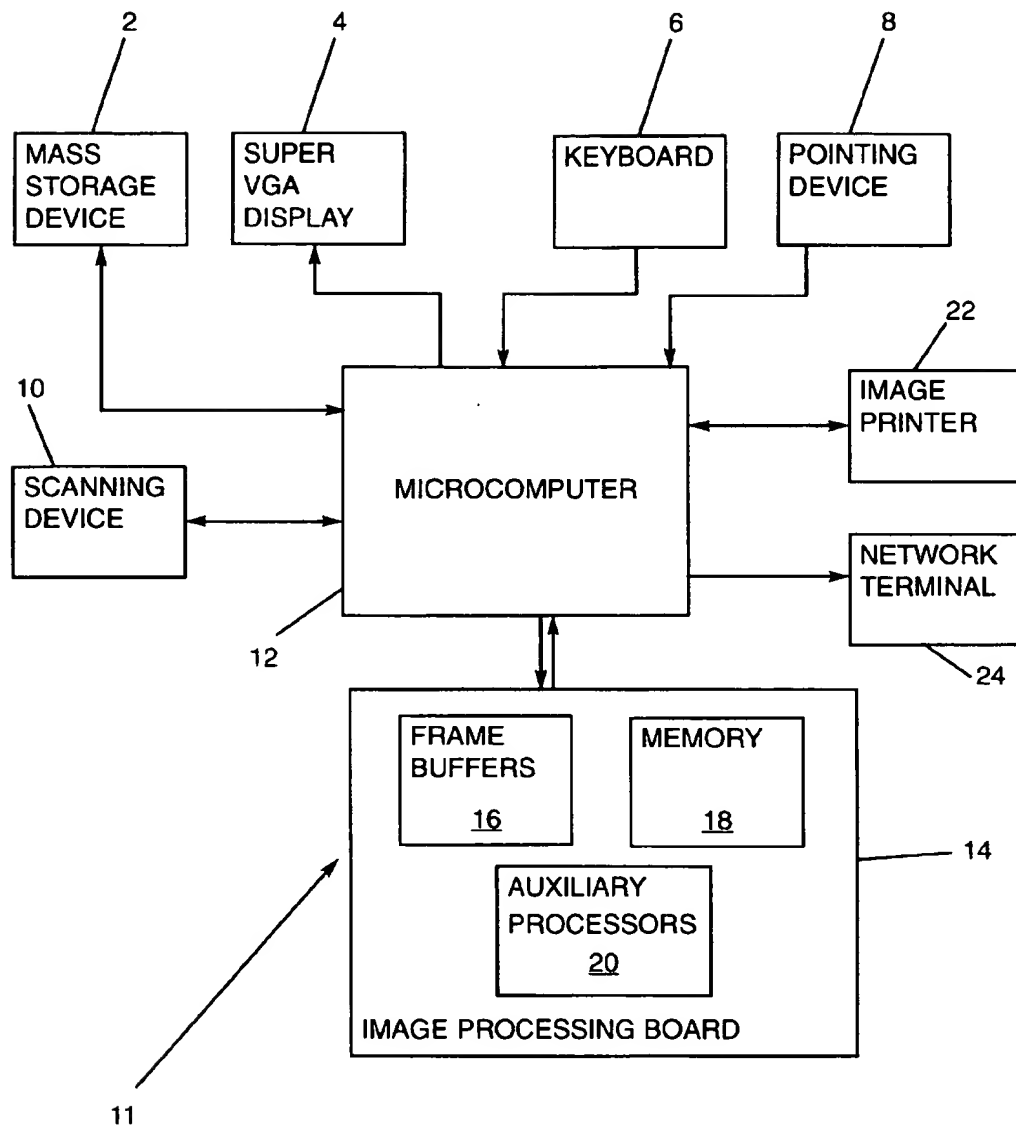 2
4
6
8
MASS
STORAGE
DEVICE
SUPER
VGA
DISPLAY
KEYBOARD
POINTING
DEVICE
22
10
IMAGE
PRINTER
SCANNING
DEVICE
MICROCOMPUTER
NETWORK
TERMINAL
12
24
FRAME
BUFFERS
16
MEMORY
18
14
AUXILIARY
PROCESSORS
20
IMAGE PROCESSING BOARD
11